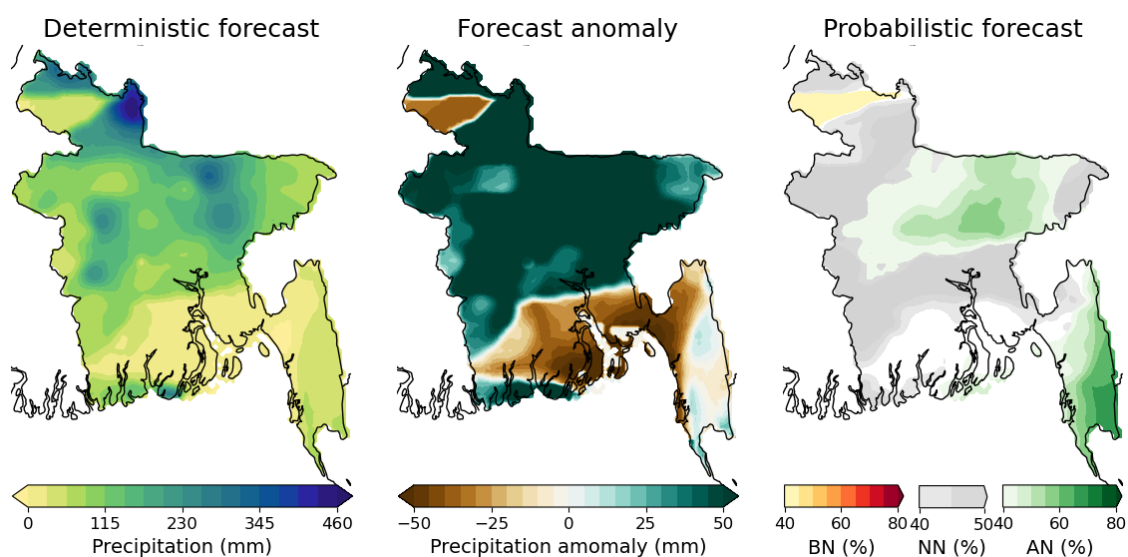 Deterministic forecast
Forecast anomaly
Probabilistic forecast
0 115 230 345 460
Precipitation (mm)
−50 −25 0 25 50
Precipitation amomaly (mm)
40 60 80
BN (%)
40 50
NN (%)
40 60 80
AN (%)